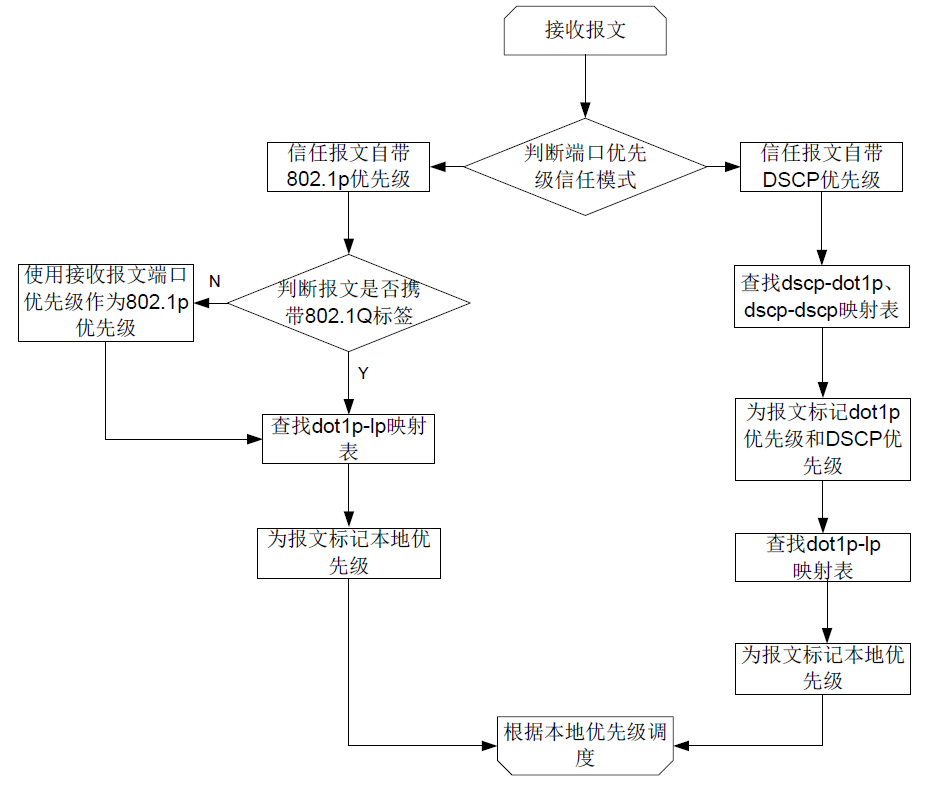 接收报文
判断端口优先
级信任模式
信任报文自带
802.1p优先级
信任报文自带
DSCP优先级
使用接收报文端口
优先级作为802.1p
优先级
N
判断报文是否携
带802.1Q标签
Y
查找dscp-dot1p、
dscp-dscp映射表
查找dot1p-lp映射
表
为报文标记dot1p
优先级和DSCP优
先级
为报文标记本地优
先级
查找dot1p-lp
映射表
为报文标记本地优
先级
根据本地优先级调
度